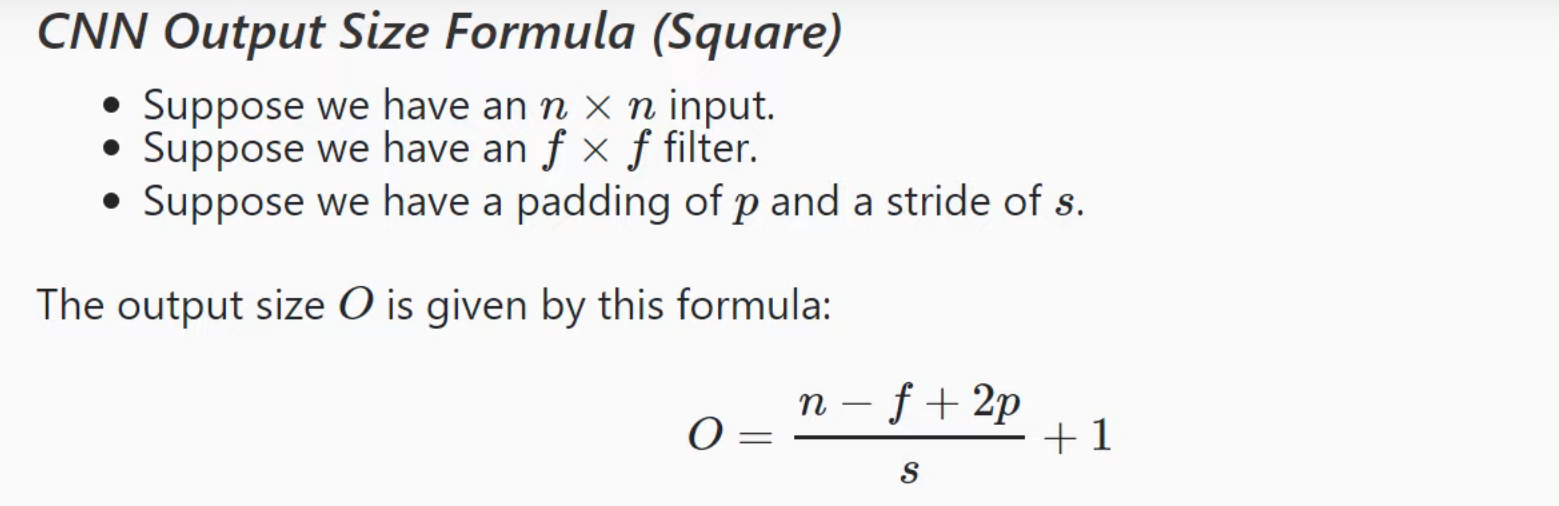 CNN Output Size Formula (Square)
• Suppose we have an n × n input.
• Suppose we have an f × f filter.
• Suppose we have a padding of p and a stride of s.
The output size O is given by this formula:
O = \frac{n - f + 2p}{s} + 1